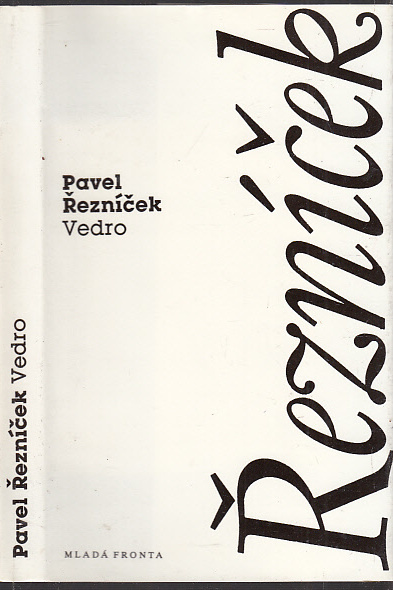 Pavel
Řezníček
Vedro
Řezníček
Pavel Řezníček Vedro
MLADÁ FRONTA